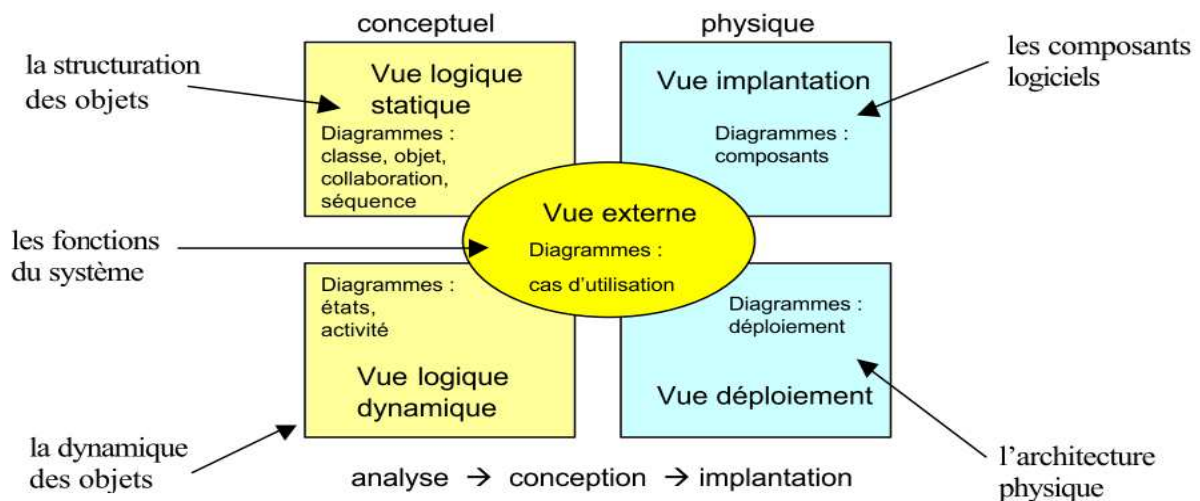 conceptuel
physique
la structuration
des objets
Vue logique
statique
Diagrammes :
classe, objet,
collaboration,
séquence
Vue implantation
Diagrammes :
composants
les composants
logiciels
les fonctions
du système
Vue externe
Diagrammes :
cas d'utilisation
Diagrammes :
états,
activité
Vue logique
dynamique
Diagrammes :
déploiement
Vue déploiement
la dynamique
des objets
analyse → conception → implantation
l'architecture
physique